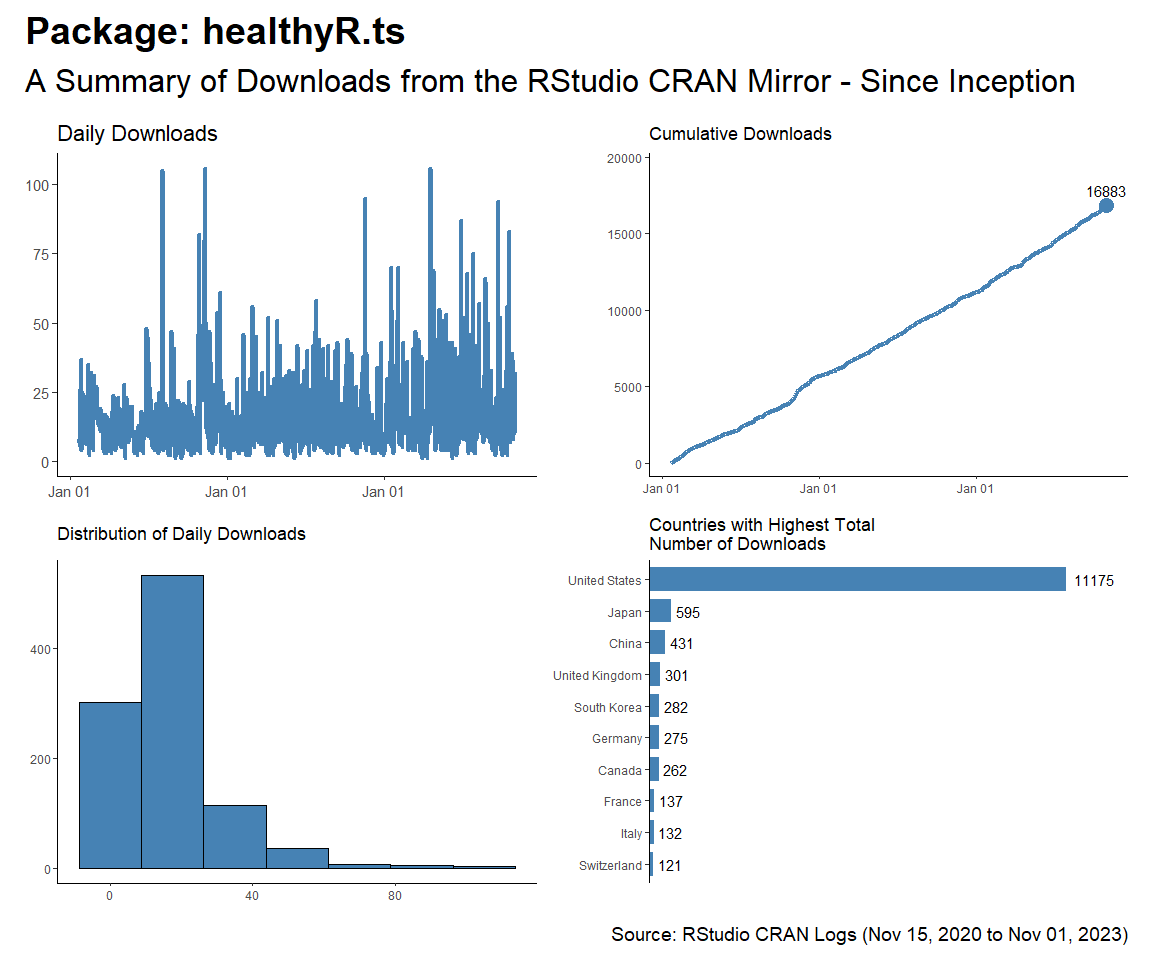 Package: healthyR.ts
A Summary of Downloads from the RStudio CRAN Mirror - Since Inception
Daily Downloads
100
75
50
25
0
Jan 01 Jan 01 Jan 01
Cumulative Downloads
20000
15000
10000
5000
0
16883
Jan 01 Jan 01 Jan 01
Distribution of Daily Downloads
400
200
0
0 40 80
Countries with Highest Total
Number of Downloads
United States 11175
Japan 595
China 431
United Kingdom 301
South Korea 282
Germany 275
Canada 262
France 137
Italy 132
Switzerland 121
Source: RStudio CRAN Logs (Nov 15, 2020 to Nov 01, 2023)